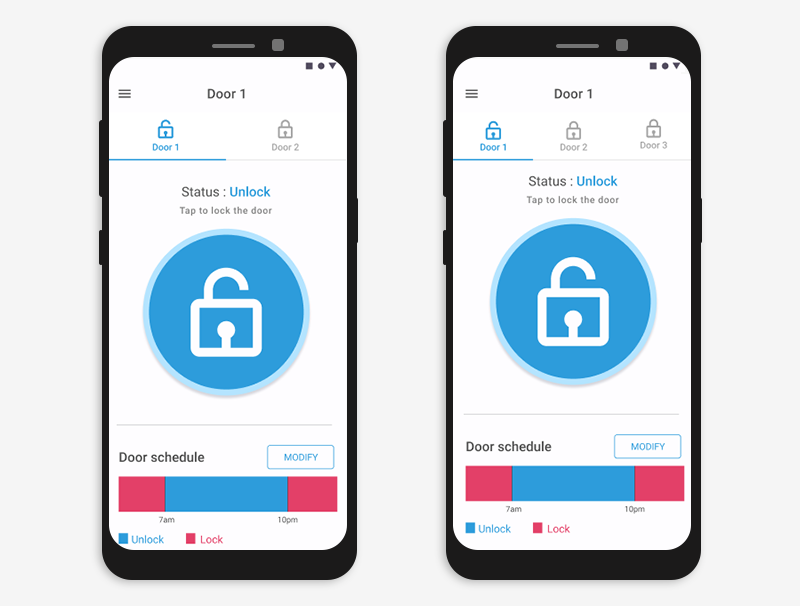 Door 1
Door 1
Door 2
Status : Unlock
Tap to lock the door
Door schedule
MODIFY
7am
10pm
Unlock
Lock
Door 1
Door 1
Door 2
Door 3
Status : Unlock
Tap to lock the door
Door schedule
MODIFY
7am
10pm
Unlock
Lock